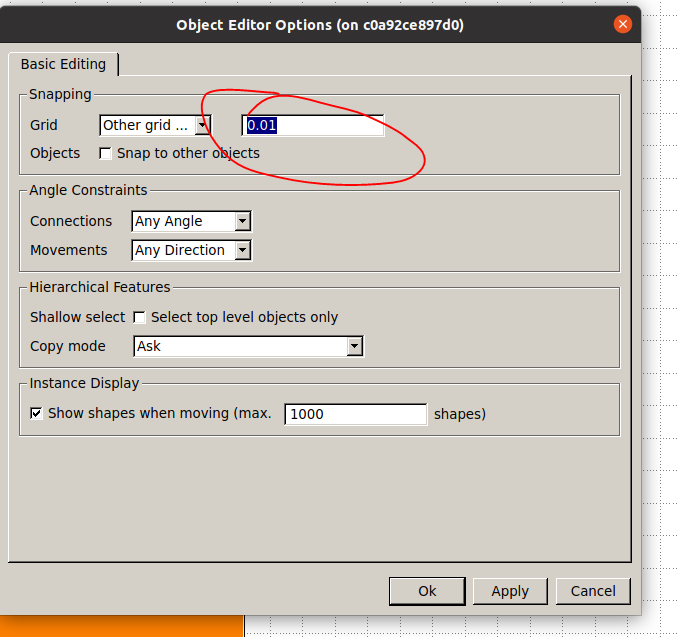 Object Editor Options (on c0a92ce897d0)
Basic Editing
Snapping
Grid Other grid ... 0.01
Objects Snap to other objects
Angle Constraints
Connections Any Angle
Movements Any Direction
Hierarchical Features
Shallow select Select top level objects only
Copy mode Ask
Instance Display
Show shapes when moving (max. 1000 shapes)
Ok Apply Cancel